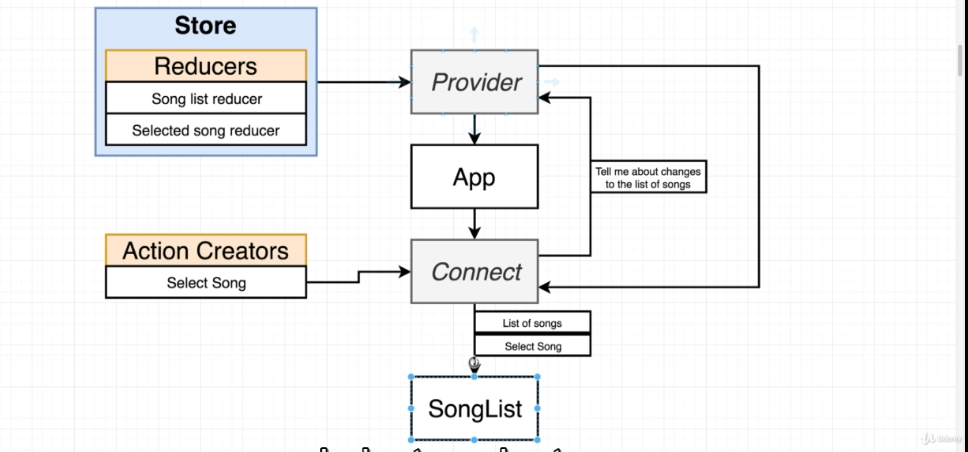 Store
Reducers
Song list reducer
Selected song reducer
Provider
App
Tell me about changes
to the list of songs
Action Creators
Select Song
Connect
List of songs
Select Song
SongList
Udemy